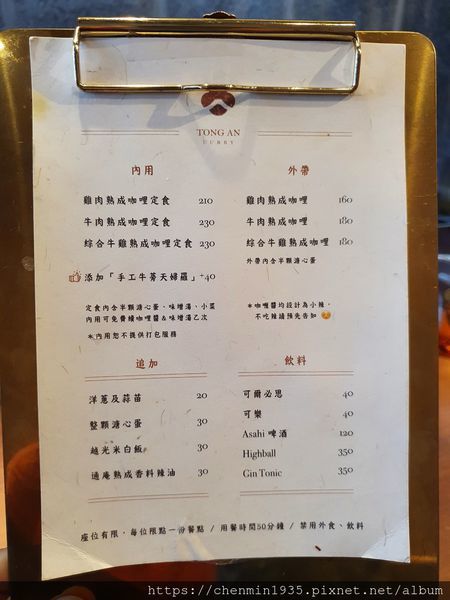 TONG AN
CURRY
內用
雞肉熟成咖哩定食 210
牛肉熟成咖哩定食 230
綜合牛雞熟成咖哩定食 230
添加「手工牛蒡天婦羅」+40
定食內含半顆溏心蛋、味增湯、小菜
內用可免費續咖哩醬&味增湯乙次
*內用恕不提供打包服務
外帶
雞肉熟成咖哩 160
牛肉熟成咖哩 180
綜合牛雞熟成咖哩 180
外帶內含半顆溏心蛋
*咖哩醬均設計為小辣,
不吃辣請預先告知
追加
洋蔥及蒜苗 20
整顆溏心蛋 30
越光米白飯 30
通庵熟成香料辣油 30
飲料
可爾必思 40
可樂 40
Asahi 啤酒 120
Highball 350
Gin Tonic 350
座位有限,每位限點一份餐點 / 用餐時間50分鐘 / 禁用外食、飲料
https://chenmin1935.pixnet.net/album